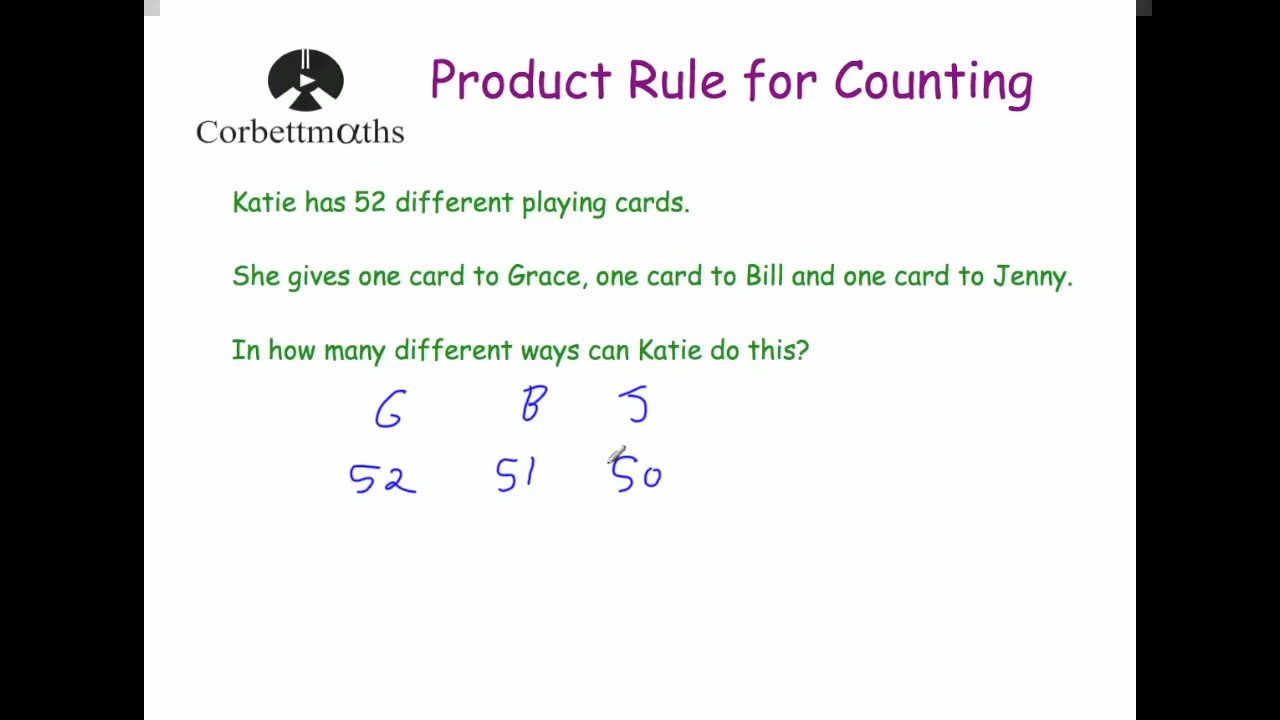 Product Rule for Counting
Corbettmαths
Katie has 52 different playing cards.
She gives one card to Grace, one card to Bill and one card to Jenny.
In how many different ways can Katie do this?
G B J
52 51 50